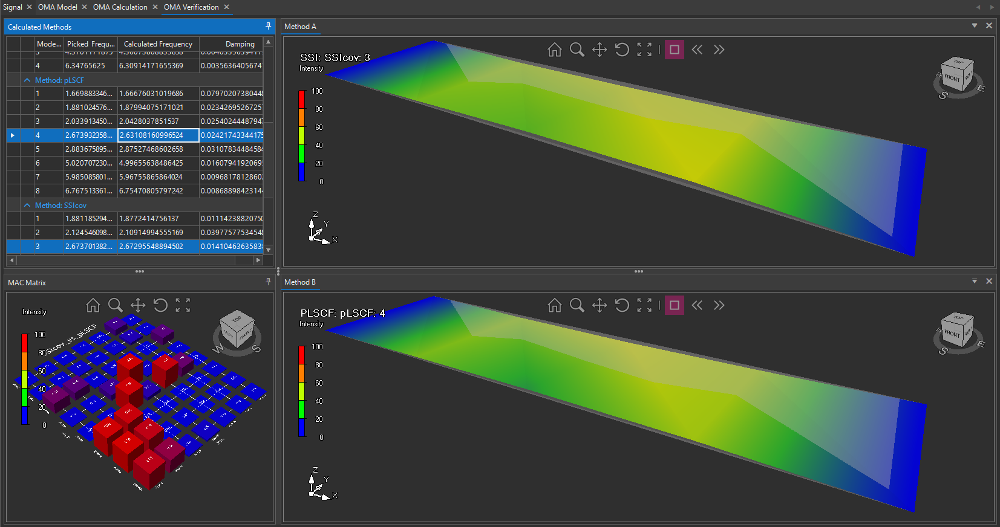 Signal OMA Model OMA Calculation OMA Verification
Calculated Methods
Mode... Picked Frequ... Calculated Frequency Damping
4 6.34765625 6.30914171655369 0.00356364056741
Method: pLSCF
1 1.669883346... 1.66676031019686 0.0797020738044
2 1.881024576... 1.87994075171021 0.0234269526725
3 2.033913450... 2.0428037851537 0.0254024448794
4 2.673932358... 2.63108160996524 0.0242174334417
5 2.883675895... 2.87527468602658 0.0310783448458
6 5.020707230... 4.99655638486425 0.0160794192069
7 5.985085801... 5.96755865864024 0.0096817812860
8 6.767513361... 6.75470805797242 0.0086889842314
Method: SSIcov
1 1.881185294... 1.8772414756137 0.0111423882075
2 2.124546098... 2.10914994555169 0.0397757753454
3 2.673701382... 2.67295548894502 0.0141046363583
Method A
SSI: SSIcov: 3
Intensity
100
80
60
40
20
0
Z
Y
X
TOP
FRONT
S
E
MAC Matrix
Intensity
100
80
60
40
20
0
SSIcov_vs_pLSCF
TOP
LEFT
W
S
Method B
PLSCF: pLSCF: 4
Intensity
100
80
60
40
20
0
Z
Y
X
TOP
FRONT
S
E